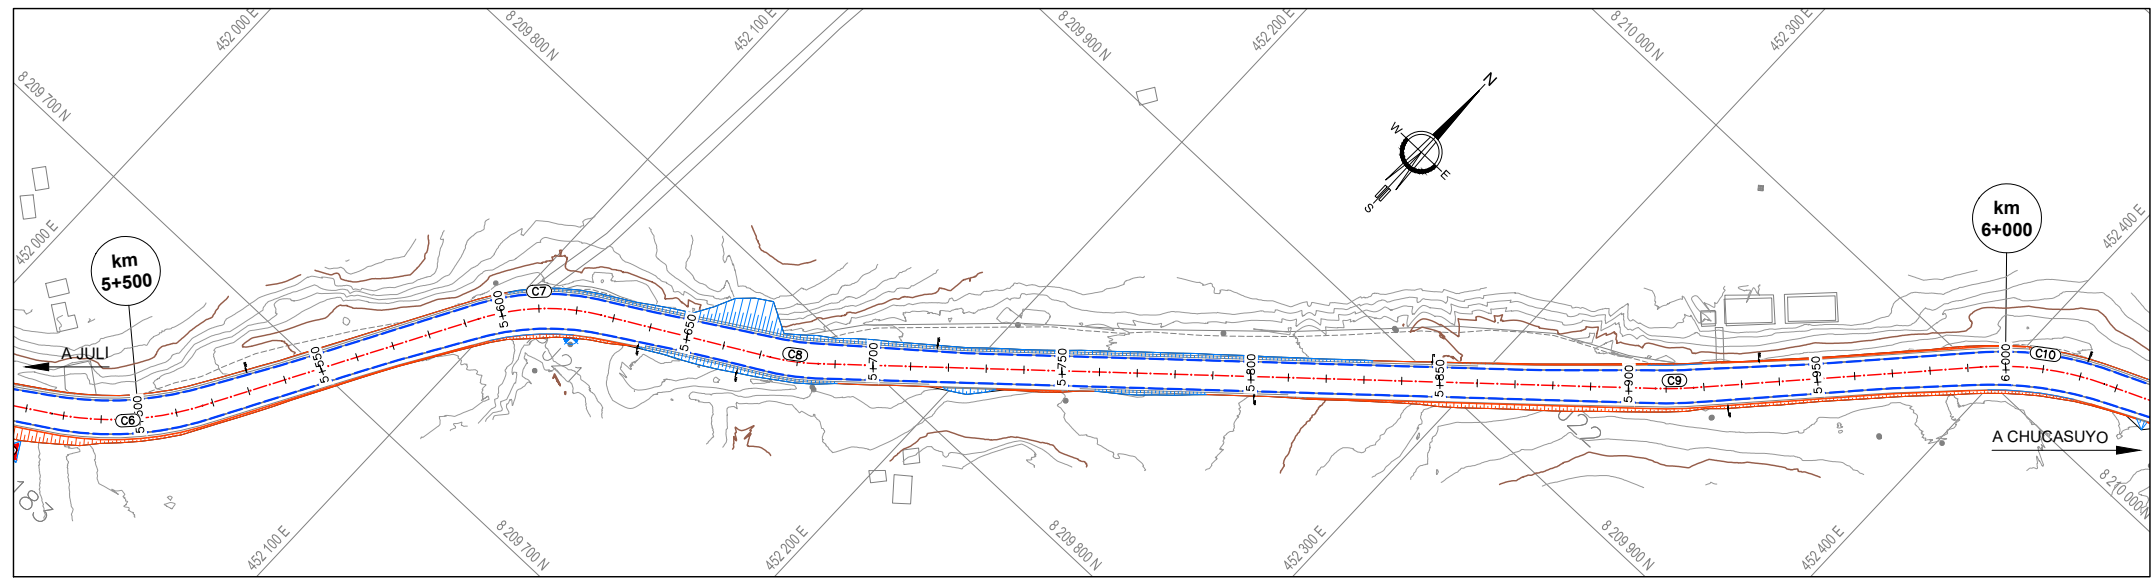 452 000 E
8 209 800 N
452 100 E
8 209 900 N
452 200 E
8 210 000 N
452 300 E
8 209 700 N
452 000 E
452 400 E
N
W
E
S
km
5+500
km
6+000
A JULI
C6
5+550
5+600
C7
5+650
C8
5+700
5+750
5+800
5+850
5+900
C9
5+950
6+000
C10
A CHUCASUYO
452 100 E
8 209 700 N
452 200 E
8 209 800 N
452 300 E
8 209 900 N
452 400 E
8 210 000 N